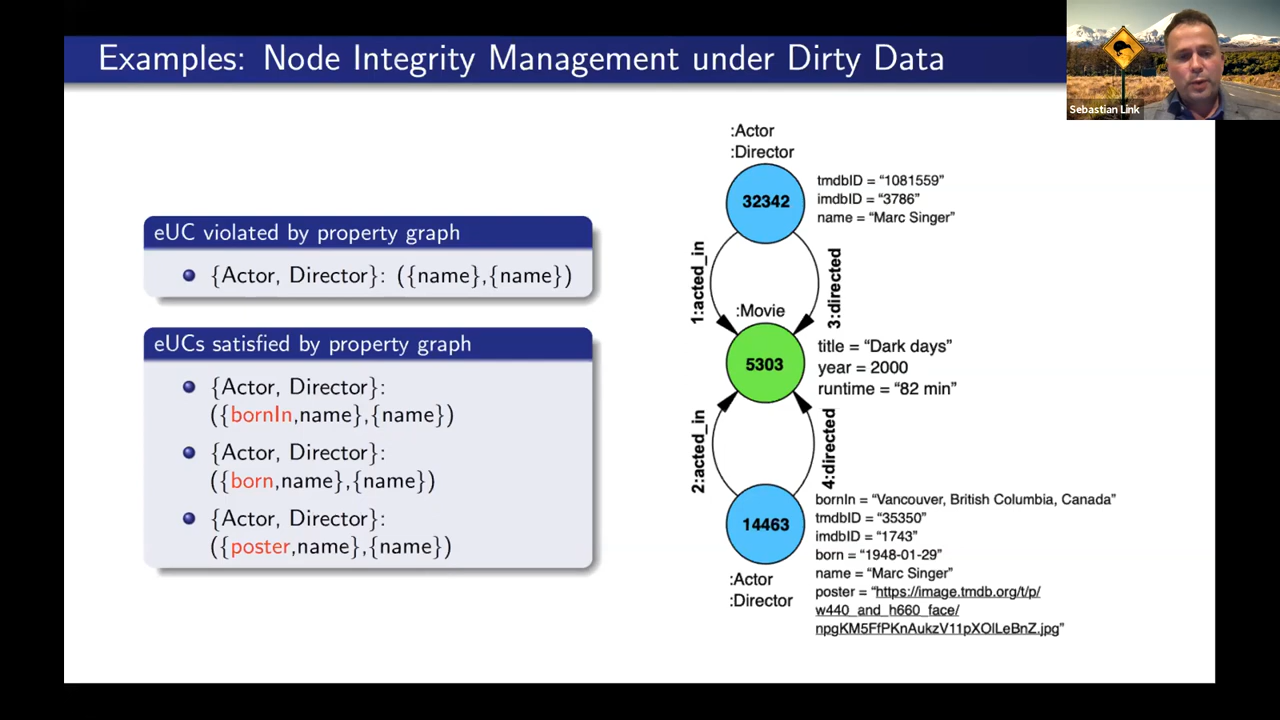 Examples: Node Integrity Management under Dirty Data
Sebastian Link
eUC violated by property graph
{Actor, Director}: ({name},{name})
eUCs satisfied by property graph
{Actor, Director}:
({bornIn,name},{name})
{Actor, Director}:
({born,name},{name})
{Actor, Director}:
({poster,name},{name})
:Actor
:Director
32342
tmdbID = “1081559”
imdbID = “3786”
name = “Marc Singer”
1:acted_in
3:directed
:Movie
5303
title = “Dark days”
year = 2000
runtime = “82 min”
2:acted_in
4:directed
14463
:Actor
:Director
bornIn = “Vancouver, British Columbia, Canada”
tmdbID = “35350”
imdbID = “1743”
born = “1948-01-29”
name = “Marc Singer”
poster = “https://image.tmdb.org/t/p/
w440_and_h660_face/
npgKM5FfPKnAukzV11pXOlLeBnZ.jpg”